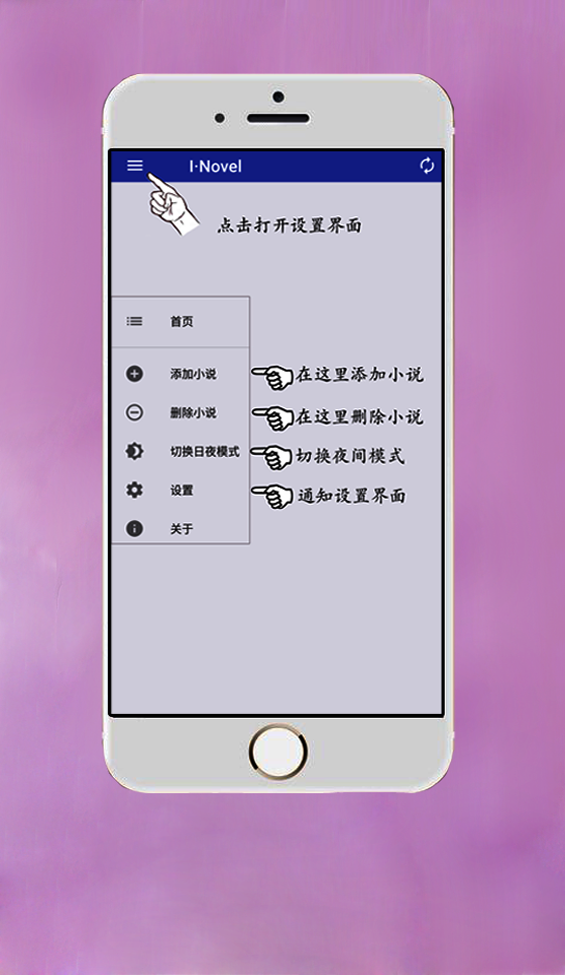 I·Novel
点击打开设置界面
首页
添加小说
在这里添加小说
删除小说
在这里删除小说
切换日夜模式
切换夜间模式
设置
通知设置界面
关于